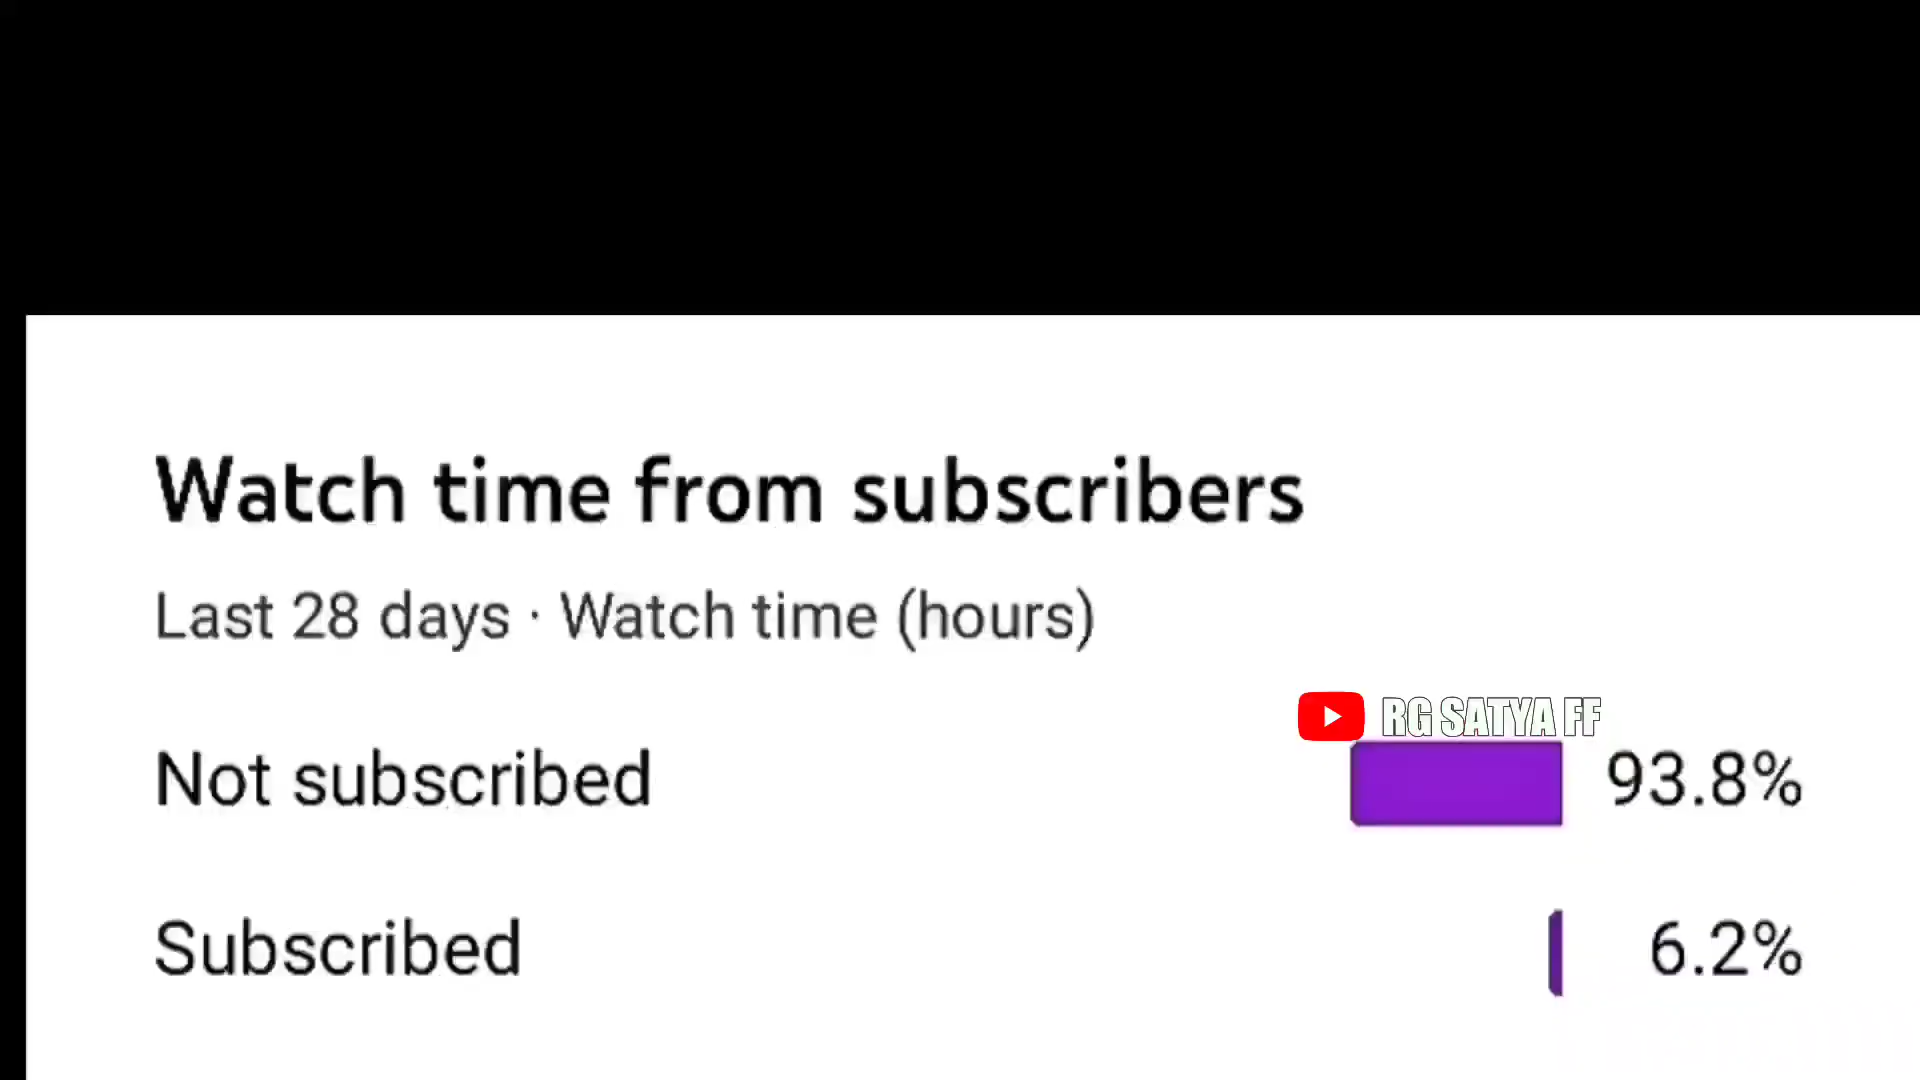 Watch time from subscribers
Last 28 days · Watch time (hours)
RG SATYA FF
Not subscribed 93.8%
Subscribed 6.2%